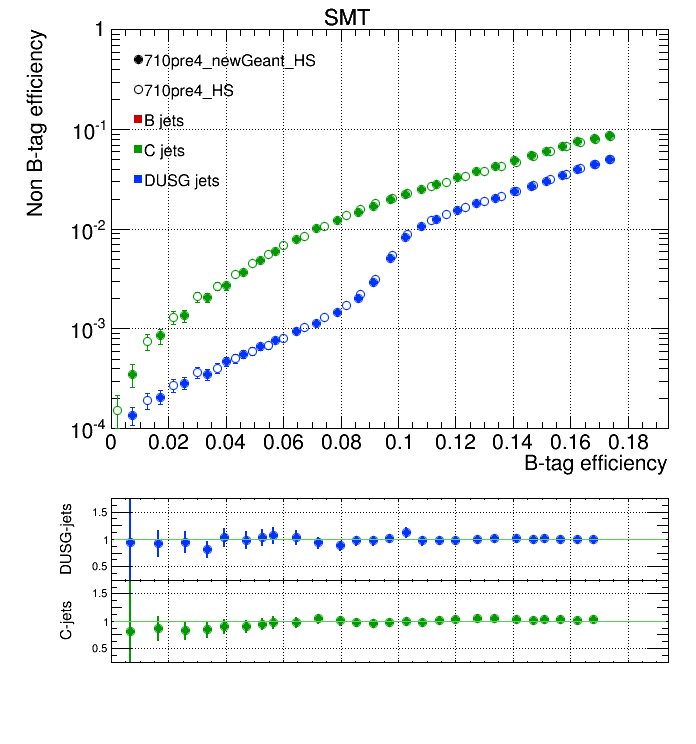 SMT
Non B-tag efficiency
1
10^-1
10^-2
10^-3
10^-4
710pre4_newGeant_HS
710pre4_HS
B jets
C jets
DUSG jets
0 0.02 0.04 0.06 0.08 0.1 0.12 0.14 0.16 0.18
B-tag efficiency
DUSG-jets
1.5
1
0.5
C-jets
1.5
1
0.5